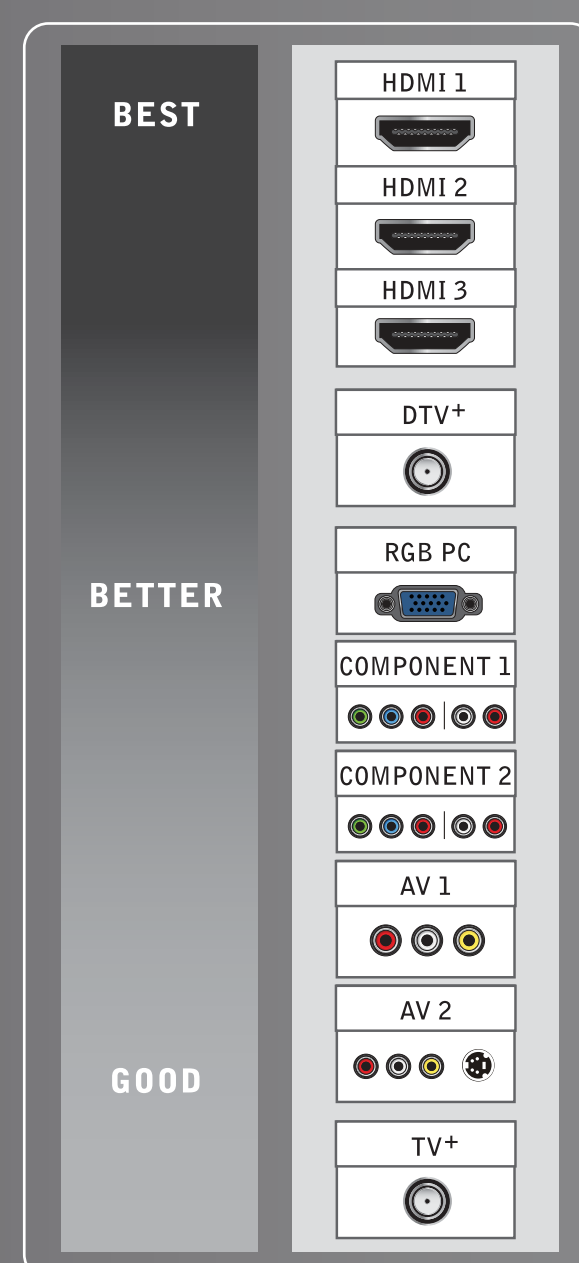 BEST
HDMI 1
HDMI 2
HDMI 3
DTV+
RGB PC
BETTER
COMPONENT 1
COMPONENT 2
AV 1
AV 2
GOOD
TV+